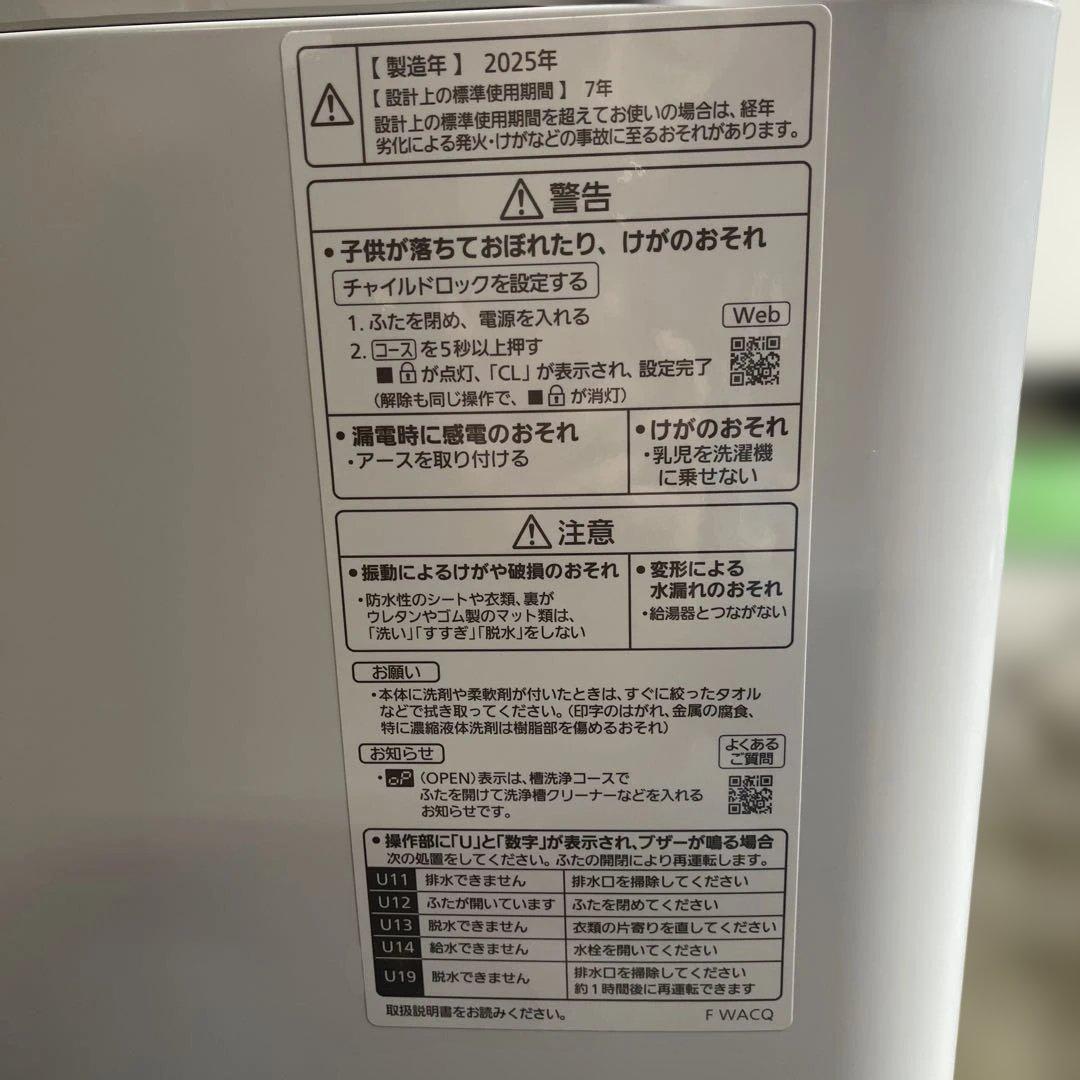 【製造年】 2025年
【設計上の標準使用期間】 7年
設計上の標準使用期間を超えてお使いの場合は、経年
劣化による発火・けがなどの事故に至るおそれがあります。
警告
●子供が落ちておぼれたり、けがのおそれ
チャイルドロックを設定する
1. ふたを閉め、電源を入れる
Web
2. コースを5秒以上押す
■が点灯、「CL」が表示され、設定完了
(解除も同じ操作で、■が消灯)
●漏電時に感電のおそれ
・アースを取り付ける
●けがのおそれ
・乳児を洗濯機
に乗せない
注意
●振動によるけがや破損のおそれ
・防水性のシートや衣類、裏が
ウレタンやゴム製のマット類は、
「洗い」「すすぎ」「脱水」をしない
●変形による
水漏れのおそれ
・給湯器とつながない
お願い
・本体に洗剤や柔軟剤が付いたときは、すぐに絞ったタオル
などで拭き取ってください。(印字のはがれ、金属の腐食、
特に濃縮液体洗剤は樹脂部を傷めるおそれ)
お知らせ
よくある
ご質問
・oP (OPEN)表示は、槽洗浄コースで
ふたを開けて洗浄槽クリーナーなどを入れる
お知らせです。
●操作部に「U」と「数字」が表示され、ブザーが鳴る場合
次の処置をしてください。ふたの開閉により再運転します。
U11 排水できません 排水口を掃除してください
U12 ふたが開いています ふたを閉めてください
U13 脱水できません 衣類の片寄りを直してください
U14 給水できません 水栓を開いてください
U19 脱水できません 排水口を掃除してください
約1時間後に再運転できます
取扱説明書をお読みください。 F WACQ